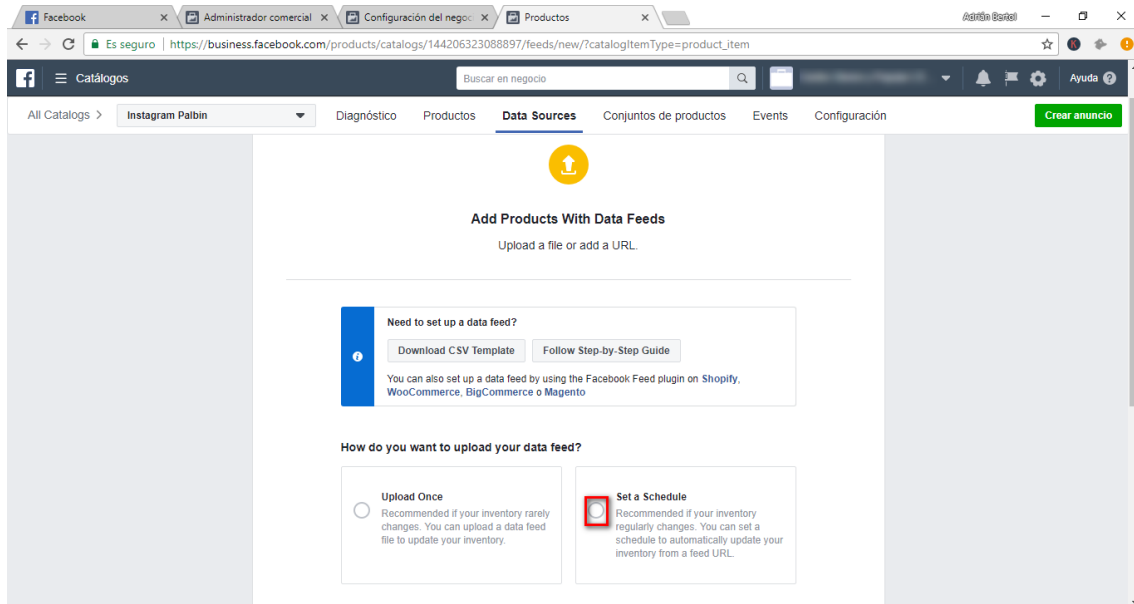 Facebook
Administrador comercial
Configuración del negoc
Productos
Adrián Bertol
Es seguro | https://business.facebook.com/products/catalogs/144206323088897/feeds/new/?catalogItemType=product_item
K
f Catálogos
Buscar en negocio
Ayuda ?
All Catalogs >
Instagram Palbin
Diagnóstico
Productos
Data Sources
Conjuntos de productos
Events
Configuración
Crear anuncio
Add Products With Data Feeds
Upload a file or add a URL.
Need to set up a data feed?
Download CSV Template
Follow Step-by-Step Guide
You can also set up a data feed by using the Facebook Feed plugin on Shopify,
WooCommerce, BigCommerce o Magento
How do you want to upload your data feed?
Upload Once
Recommended if your inventory rarely
changes. You can upload a data feed
file to update your inventory.
Set a Schedule
Recommended if your inventory
regularly changes. You can set a
schedule to automatically update your
inventory from a feed URL.